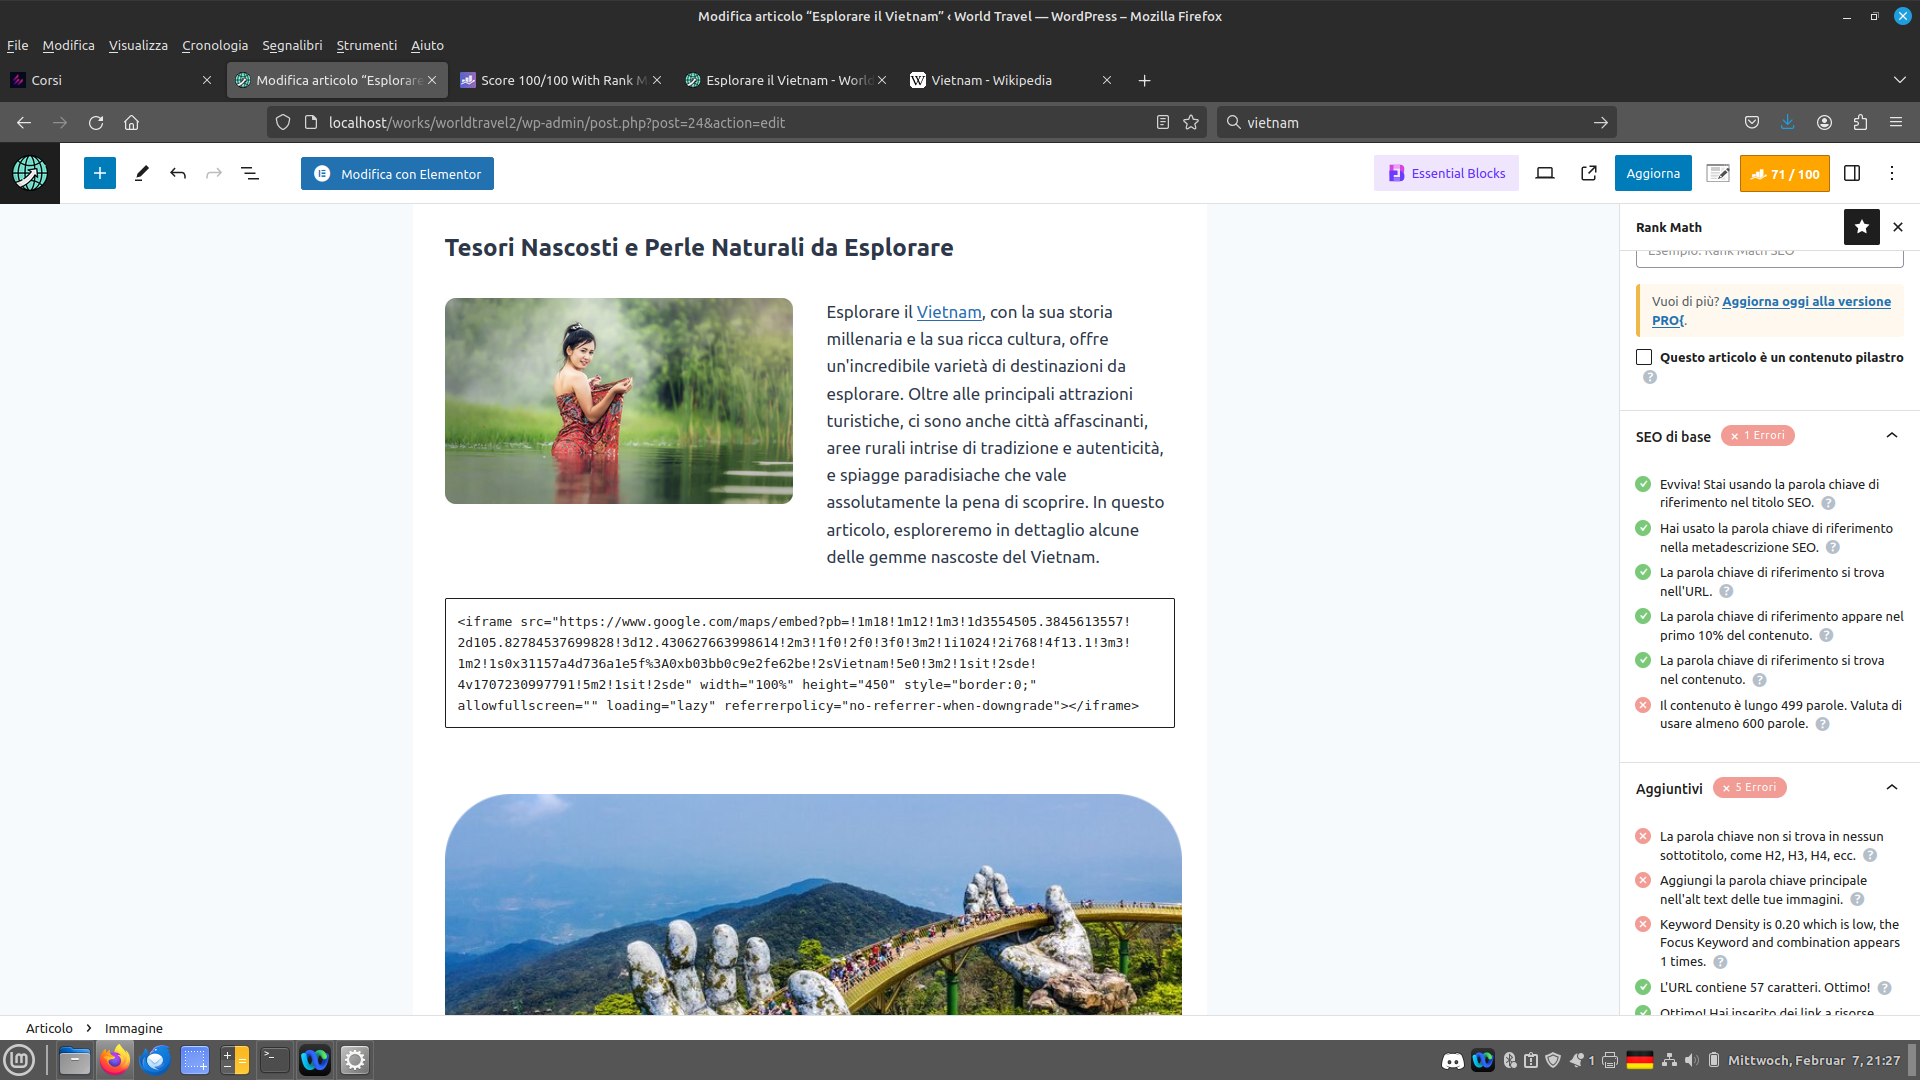 Modifica articolo “Esplorare il Vietnam” ‹ World Travel — WordPress – Mozilla Firefox
File Modifica Visualizza Cronologia Segnalibri Strumenti Aiuto
Corsi
Modifica articolo “Esplorare
Score 100/100 With Rank M
Esplorare il Vietnam - World
Vietnam - Wikipedia
localhost/works/worldtravel2/wp-admin/post.php?post=24&action=edit
vietnam
Modifica con Elementor
Essential Blocks
Aggiorna
71 / 100
Tesori Nascosti e Perle Naturali da Esplorare
Esplorare il Vietnam, con la sua storia
millenaria e la sua ricca cultura, offre
un'incredibile varietà di destinazioni da
esplorare. Oltre alle principali attrazioni
turistiche, ci sono anche città affascinanti,
aree rurali intrise di tradizione e autenticità,
e spiagge paradisiache che vale
assolutamente la pena di scoprire. In questo
articolo, esploreremo in dettaglio alcune
delle gemme nascoste del Vietnam.
<iframe src="https://www.google.com/maps/embed?pb=!1m18!1m12!1m3!1d3554505.3845613557!
2d105.82784537699828!3d12.430627663998614!2m3!1f0!2f0!3f0!3m2!1i1024!2i768!4f13.1!3m3!
1m2!1s0x31157a4d736a1e5f%3A0xb03bb0c9e2fe62be!2sVietnam!5e0!3m2!1sit!2sde!
4v1707230997791!5m2!1sit!2sde" width="100%" height="450" style="border:0;"
allowfullscreen="" loading="lazy" referrerpolicy="no-referrer-when-downgrade"></iframe>
Rank Math
Esempio: Rank Math SEO
Vuoi di più? Aggiorna oggi alla versione
PRO{.
Questo articolo è un contenuto pilastro
SEO di base
1 Errori
Evviva! Stai usando la parola chiave di
riferimento nel titolo SEO.
Hai usato la parola chiave di riferimento
nella metadescrizione SEO.
La parola chiave di riferimento si trova
nell'URL.
La parola chiave di riferimento appare nel
primo 10% del contenuto.
La parola chiave di riferimento si trova
nel contenuto.
Il contenuto è lungo 499 parole. Valuta di
usare almeno 600 parole.
Aggiuntivi
5 Errori
La parola chiave non si trova in nessun
sottotitolo, come H2, H3, H4, ecc.
Aggiungi la parola chiave principale
nell'alt text delle tue immagini.
Keyword Density is 0.20 which is low, the
Focus Keyword and combination appears
1 times.
L'URL contiene 57 caratteri. Ottimo!
Ottimo! Hai inserito dei link a risorse
Articolo
Immagine
1
Mittwoch, Februar 7, 21:27